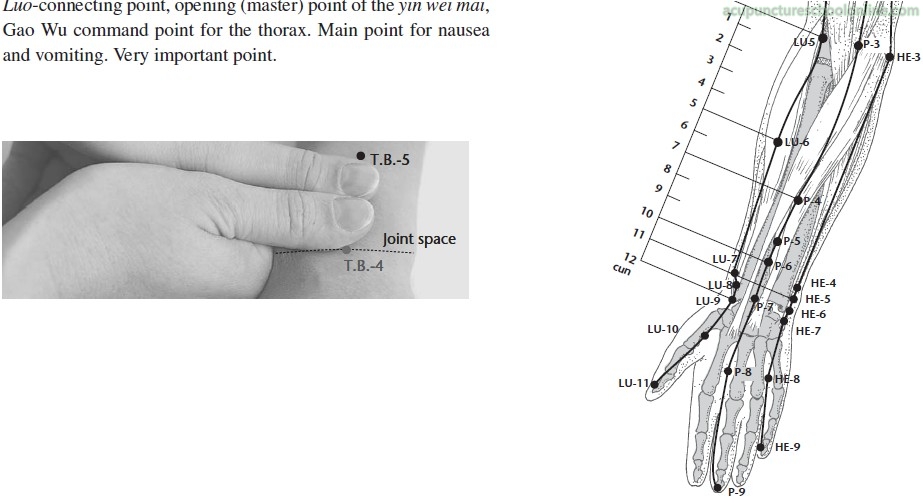 Luo-connecting point, opening (master) point of the yin wei mai,
Gao Wu command point for the thorax. Main point for nausea
and vomiting. Very important point.
T.B.-5
Joint space
T.B.-4
acupunctureschoolonline.com
1
2
3
4
5
6
7
8
9
10
11
12
cun
LU-5
P-3
HE-3
LU-6
P-4
P-5
LU-7
P-6
LU-8
HE-4
LU-9
P-7
HE-5
HE-6
LU-10
HE-7
P-8
LU-11
HE-8
HE-9
P-9